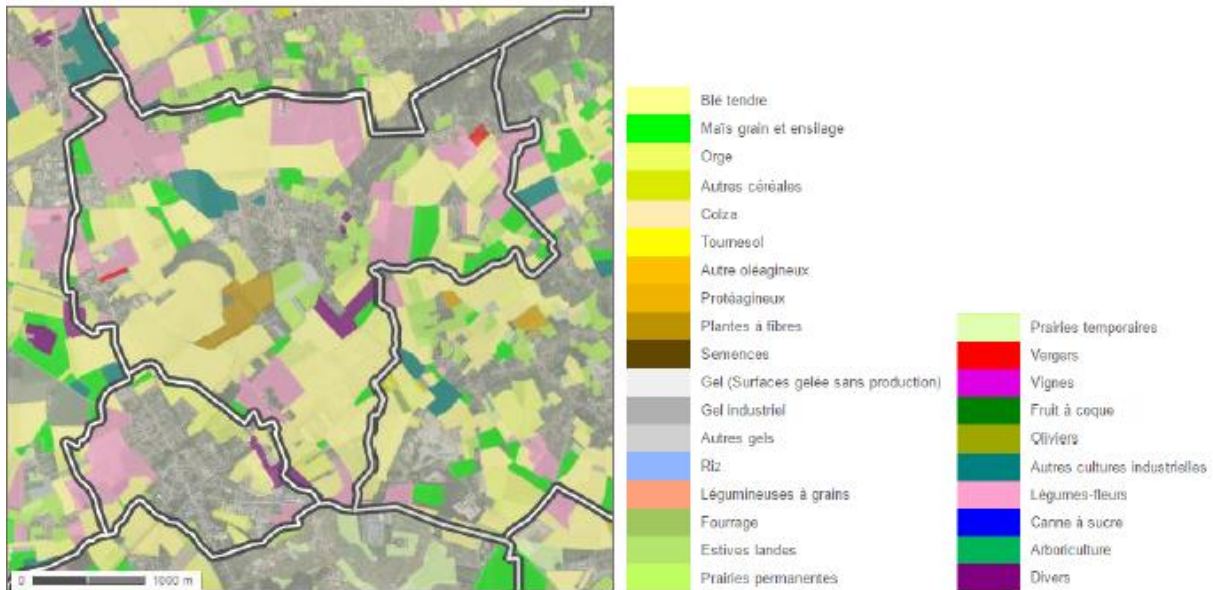 Blé tendre
Maïs grain et ensilage
Orge
Autres céréales
Colza
Tournesol
Autre oléagineux
Protéagineux
Plantes à fibres
Semences
Gel (Surfaces gelée sans production)
Gel industriel
Autres gels
Riz
Légumineuses à grains
Fourrage
Estives landes
Prairies permanentes
Prairies temporaires
Vergers
Vignes
Fruit à coque
Oliviers
Autres cultures industrielles
Légumes-fleurs
Canne à sucre
Arboriculture
Divers
0 1000 m